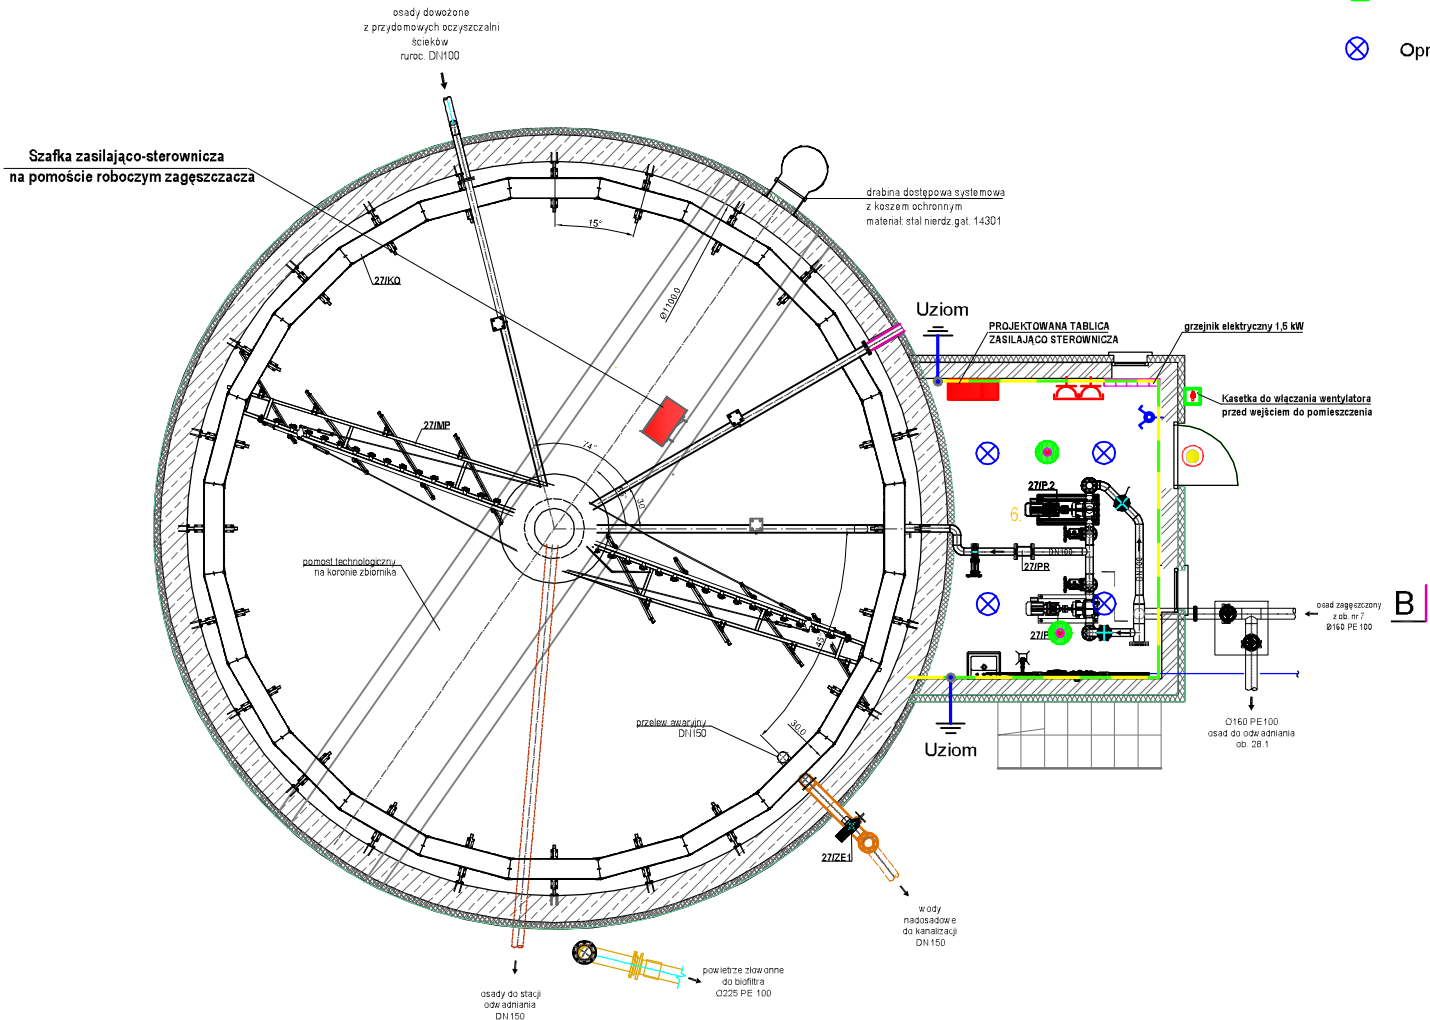 osady dowożone
z przydomowych oczyszczalni
ścieków
ruroc. DN100
Opr
Szafka zasilająco-sterownicza
na pomoście roboczym zagęszczacza
drabina dostępowa systemowa
z koszem ochronnym
materiał: stal nierdz.gat. 14301
15°
27/KO
Ø1100.0
Uziom
PROJEKTOWANA TABLICA
ZASILAJĄCO STEROWNICZA
grzejnik elektryczny 1,5 kW
Kasetka do włączania wentylatora
przed wejściem do pomieszczenia
27/MP
74°
30°
27/P.2
6.
DN100
27/PR
pomost technologiczny
na koronie zbiornika
45°
27/P
osad zagęszczony
z ob. nr 7
Ø160 PE 100
B
przelew awaryjny
DN150
30.0
Uziom
Ø160 PE100
osad do odwadniania
ob. 28.1
27/ZE1
wody
nadosadowe
do kanalizacji
DN150
powietrze złowonne
do biofiltra
Ø225 PE 100
osady do stacji
odwadniania
DN150